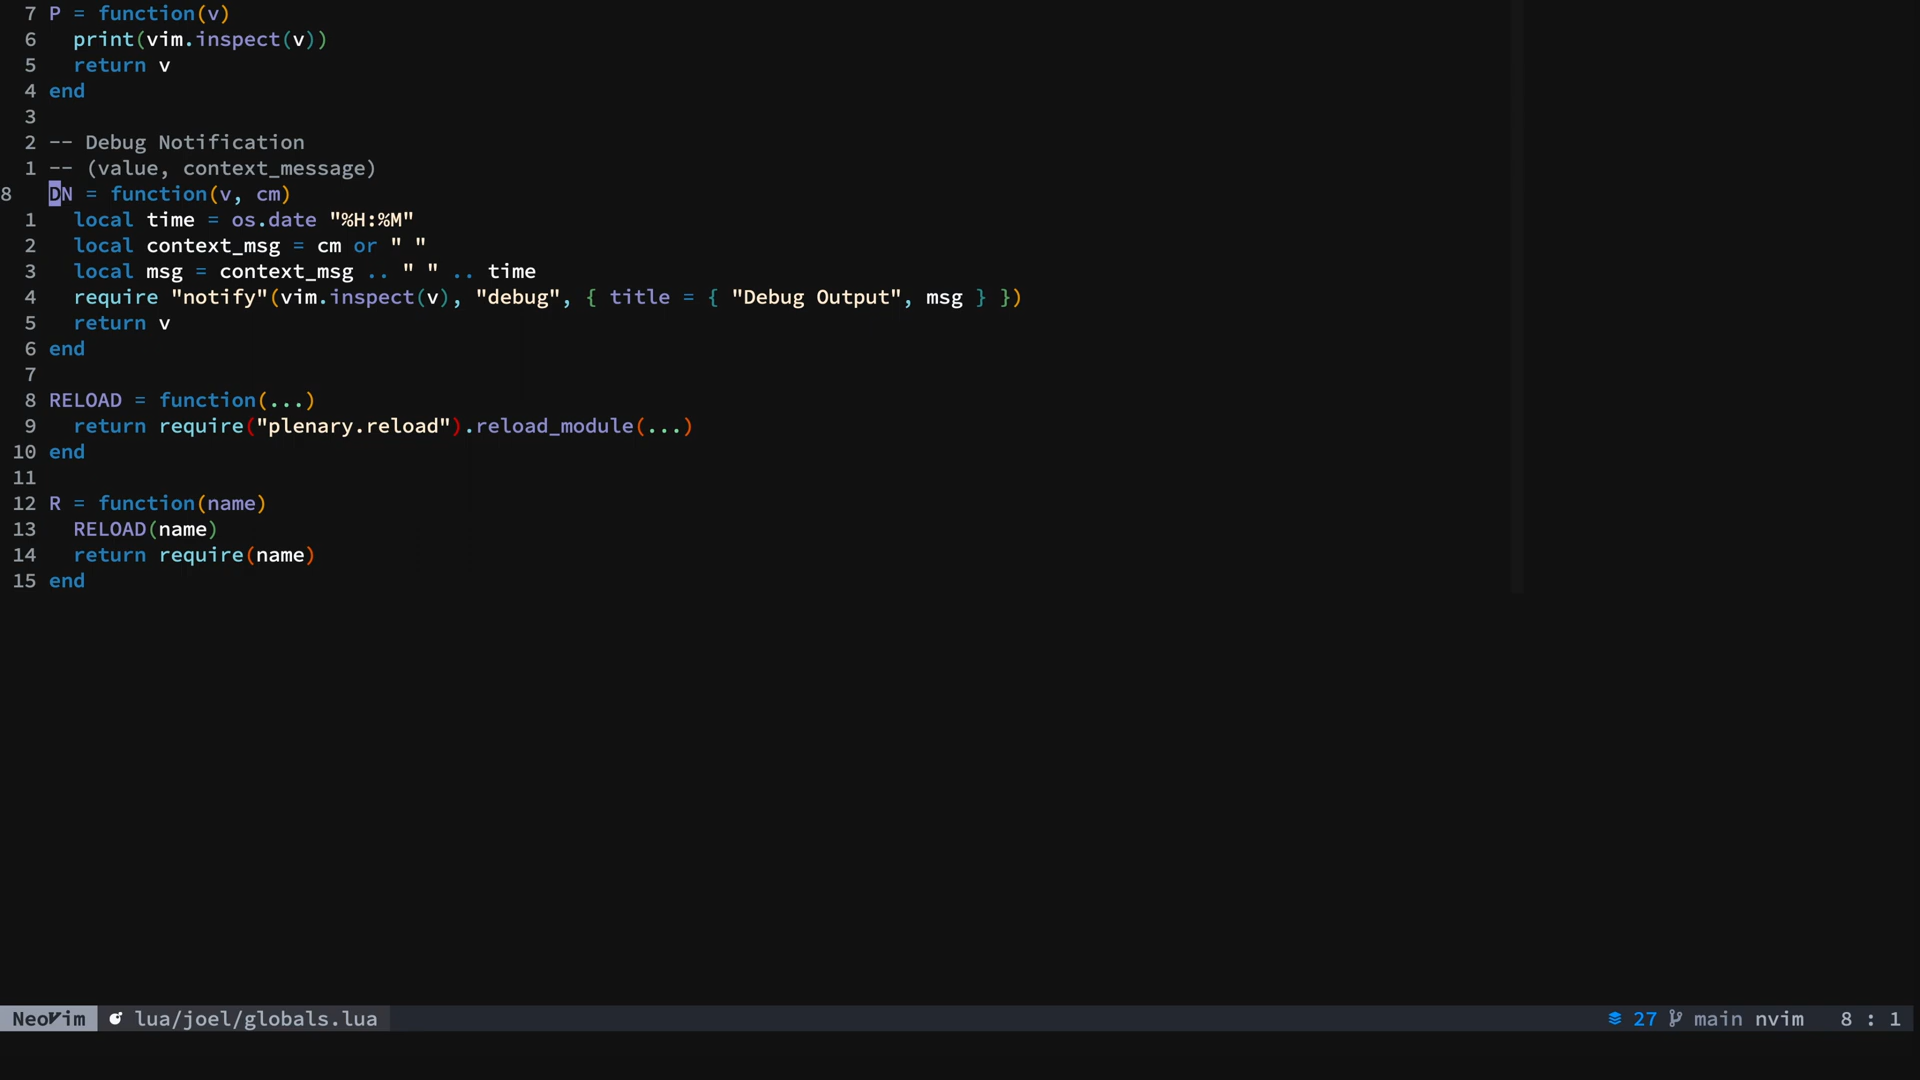 7 P = function(v)
6   print(vim.inspect(v))
5   return v
4 end
3
2 -- Debug Notification
1 -- (value, context_message)
8   DN = function(v, cm)
1   local time = os.date "%H:%M"
2   local context_msg = cm or " "
3   local msg = context_msg .. " " .. time
4   require "notify"(vim.inspect(v), "debug", { title = { "Debug Output", msg } })
5   return v
6 end
7
8 RELOAD = function(...)
9   return require("plenary.reload").reload_module(...)
10 end
11
12 R = function(name)
13   RELOAD(name)
14   return require(name)
15 end
NeoVim lua/joel/globals.lua 27 main nvim 8 : 1